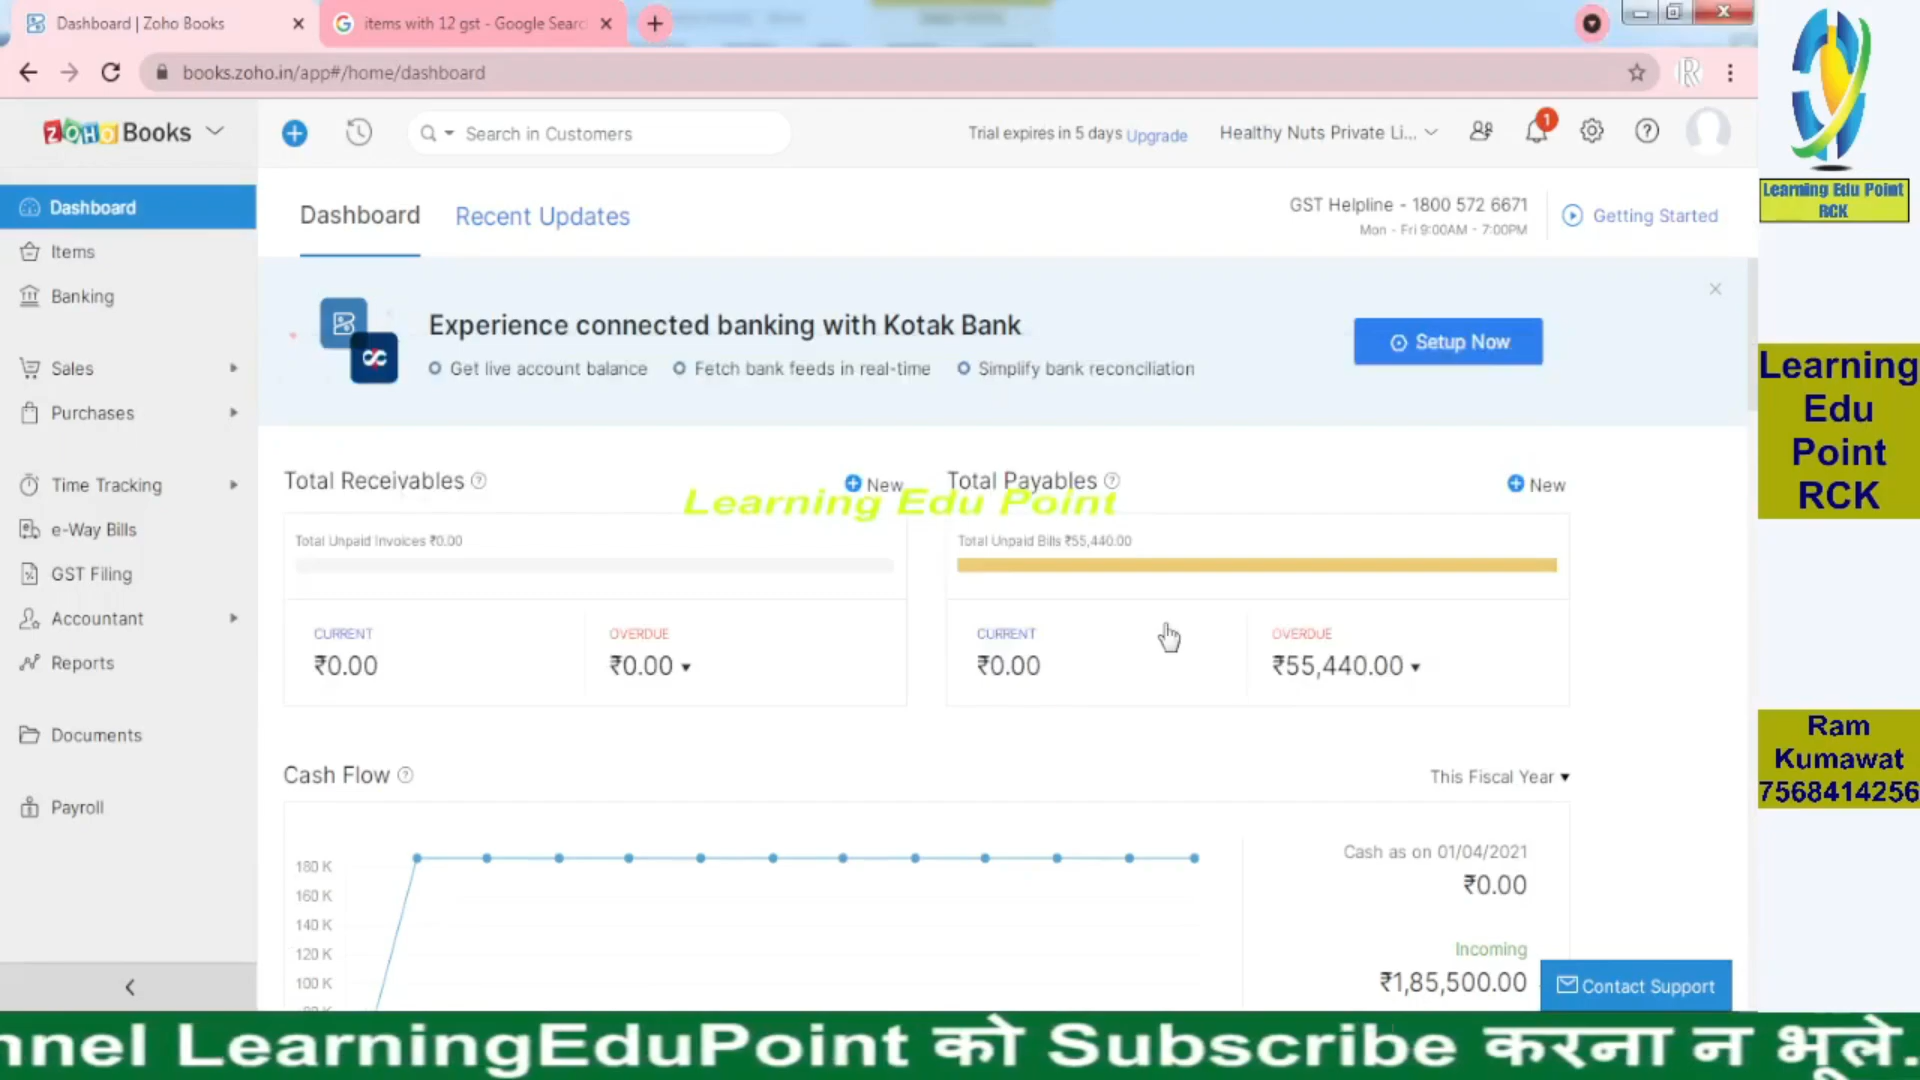 Dashboard | Zoho Books
items with 12 gst - Google Searc
books.zoho.in/app#/home/dashboard
ZOHO Books
Search in Customers
Trial expires in 5 days Upgrade
Healthy Nuts Private Li...
1
Dashboard
Items
Banking
Sales
Purchases
Time Tracking
e-Way Bills
GST Filing
Accountant
Reports
Documents
Payroll
Dashboard
Recent Updates
GST Helpline - 1800 572 6671
Mon - Fri 9:00AM - 7:00PM
Getting Started
Experience connected banking with Kotak Bank
Get live account balance
Fetch bank feeds in real-time
Simplify bank reconciliation
Setup Now
Total Receivables
New
Total Unpaid Invoices ₹0.00
CURRENT
₹0.00
OVERDUE
₹0.00
Total Payables
New
Total Unpaid Bills ₹55,440.00
CURRENT
₹0.00
OVERDUE
₹55,440.00
Learning Edu Point
Cash Flow
This Fiscal Year
180 K
160 K
140 K
120 K
100 K
Cash as on 01/04/2021
₹0.00
Incoming
₹1,85,500.00
Contact Support
Learning Edu Point
RCK
Learning
Edu
Point
RCK
Ram
Kumawat
7568414256
nnel LearningEduPoint को Subscribe करना न भूले.